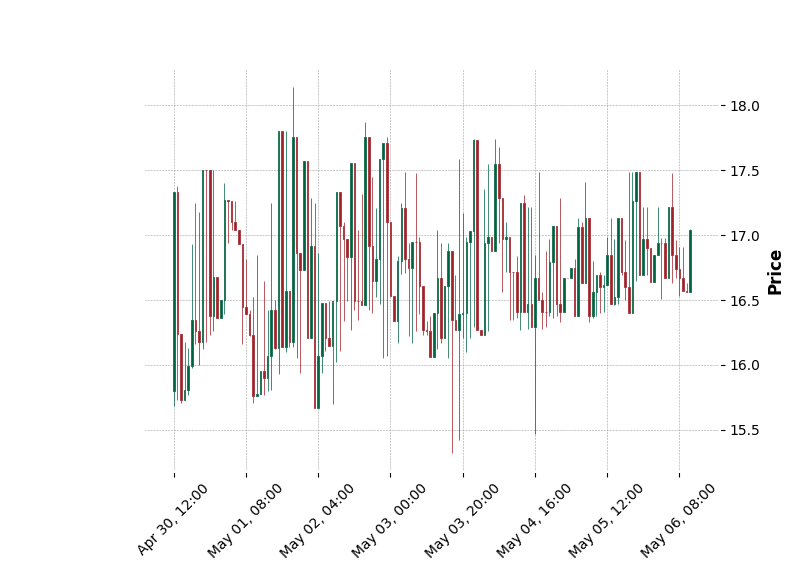 18.0
17.5
17.0
16.5
16.0
15.5
Price
Apr 30, 12:00
May 01, 08:00
May 02, 04:00
May 03, 00:00
May 03, 20:00
May 04, 16:00
May 05, 12:00
May 06, 08:00